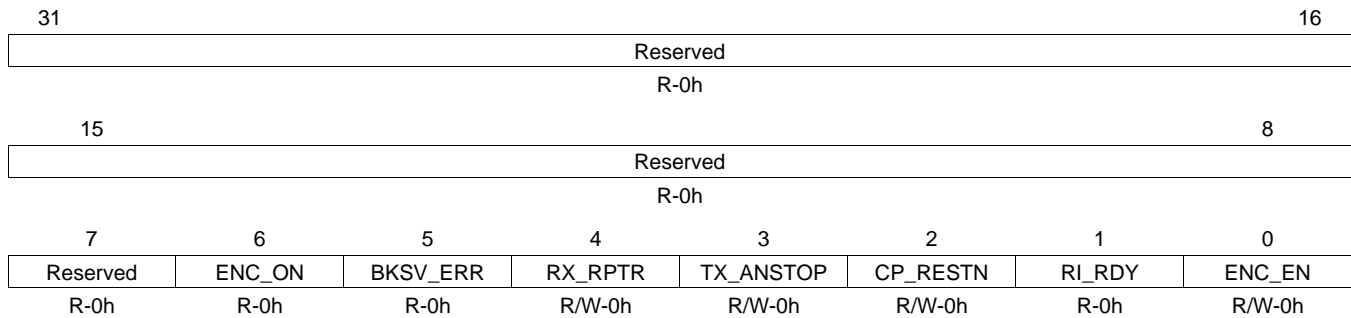 31 16
Reserved
R-0h
15 8
Reserved
R-0h
7 6 5 4 3 2 1 0
Reserved ENC_ON BKSV_ERR RX_RPTR TX_ANSTOP CP_RESTN RI_RDY ENC_EN
R-0h R-0h R-0h R/W-0h R/W-0h R/W-0h R-0h R/W-0h